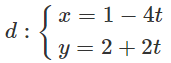 d : { x = 1 − 4t
y = 2 + 2t